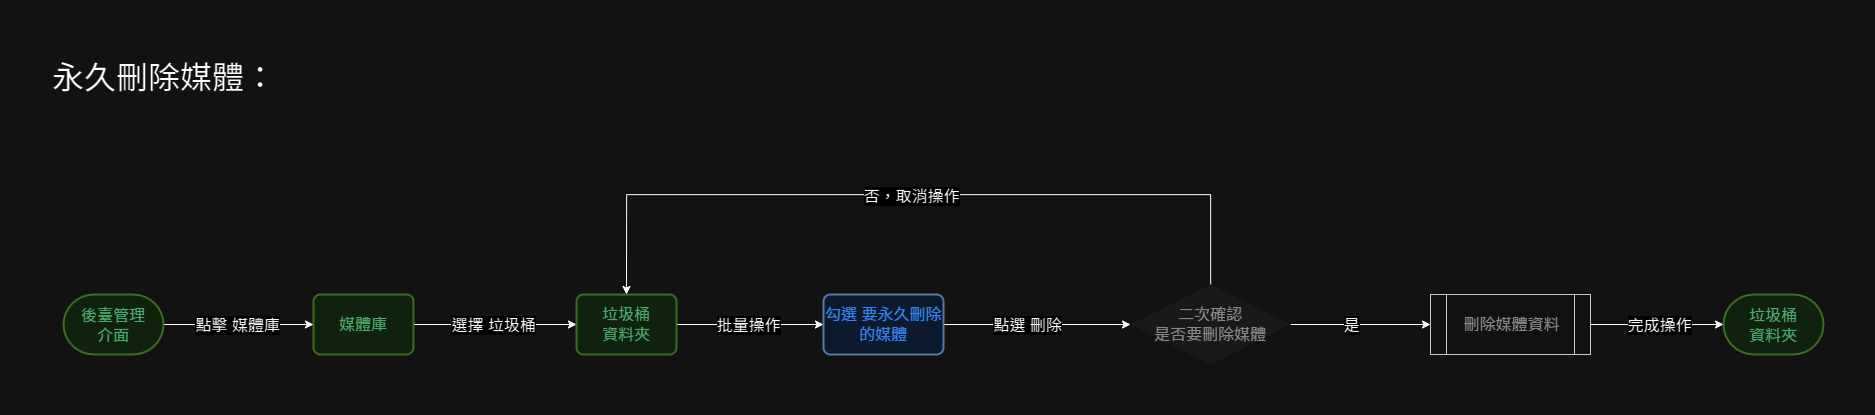 永久刪除媒體：
否，取消操作
後臺管理
介面
點擊 媒體庫
媒體庫
選擇 垃圾桶
垃圾桶
資料夾
批量操作
勾選 要永久刪除
的媒體
點選 刪除
二次確認
是否要刪除媒體
是
刪除媒體資料
完成操作
垃圾桶
資料夾